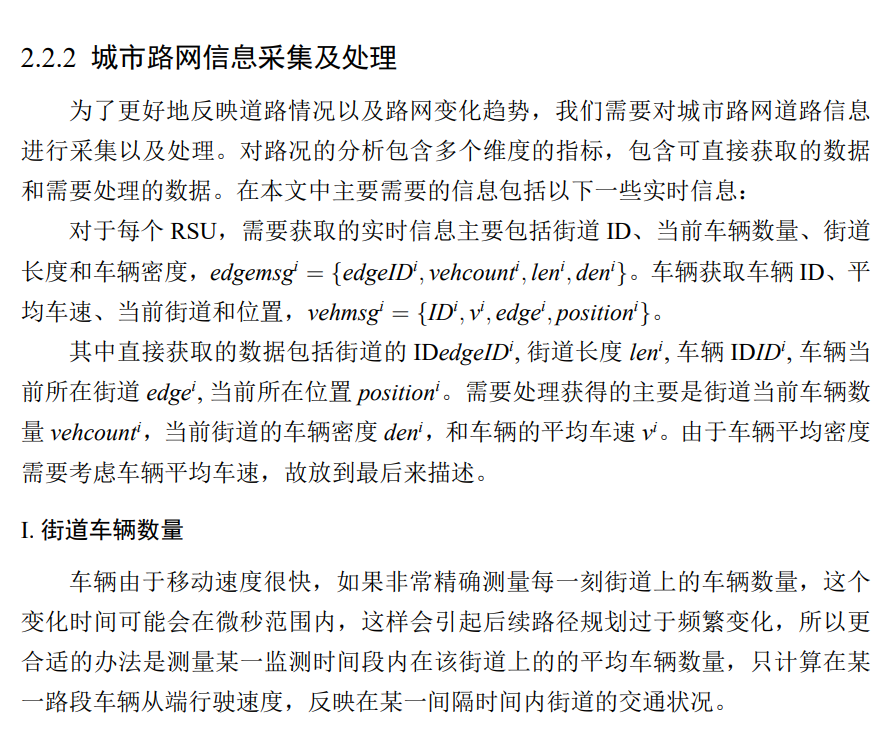 2.2.2 城市路网信息采集及处理
为了更好地反映道路情况以及路网变化趋势，我们需要对城市路网道路信息
进行采集以及处理。对路况的分析包含多个维度的指标，包含可直接获取的数据
和需要处理的数据。在本文中主要需要的信息包括以下一些实时信息：
对于每个 RSU，需要获取的实时信息主要包括街道 ID、当前车辆数量、街道
长度和车辆密度，edgemsgⁱ = {edgeIDⁱ, vehcountⁱ, lenⁱ, denⁱ}。车辆获取车辆 ID、平
均车速、当前街道和位置，vehmsgⁱ = {IDⁱ, vⁱ, edgeⁱ, positionⁱ}。
其中直接获取的数据包括街道的 IDedgeIDⁱ, 街道长度 lenⁱ, 车辆 IDIDⁱ, 车辆当
前所在街道 edgeⁱ, 当前所在位置 positionⁱ。需要处理获得的主要是街道当前车辆数
量 vehcountⁱ，当前街道的车辆密度 denⁱ，和车辆的平均车速 vⁱ。由于车辆平均密度
需要考虑车辆平均车速，故放到最后来描述。
I. 街道车辆数量
车辆由于移动速度很快，如果非常精确测量每一刻街道上的车辆数量，这个
变化时间可能会在微秒范围内，这样会引起后续路径规划过于频繁变化，所以更
合适的办法是测量某一监测时间段内在该街道上的的平均车辆数量，只计算在某
一路段车辆从端行驶速度，反映在某一间隔时间内街道的交通状况。